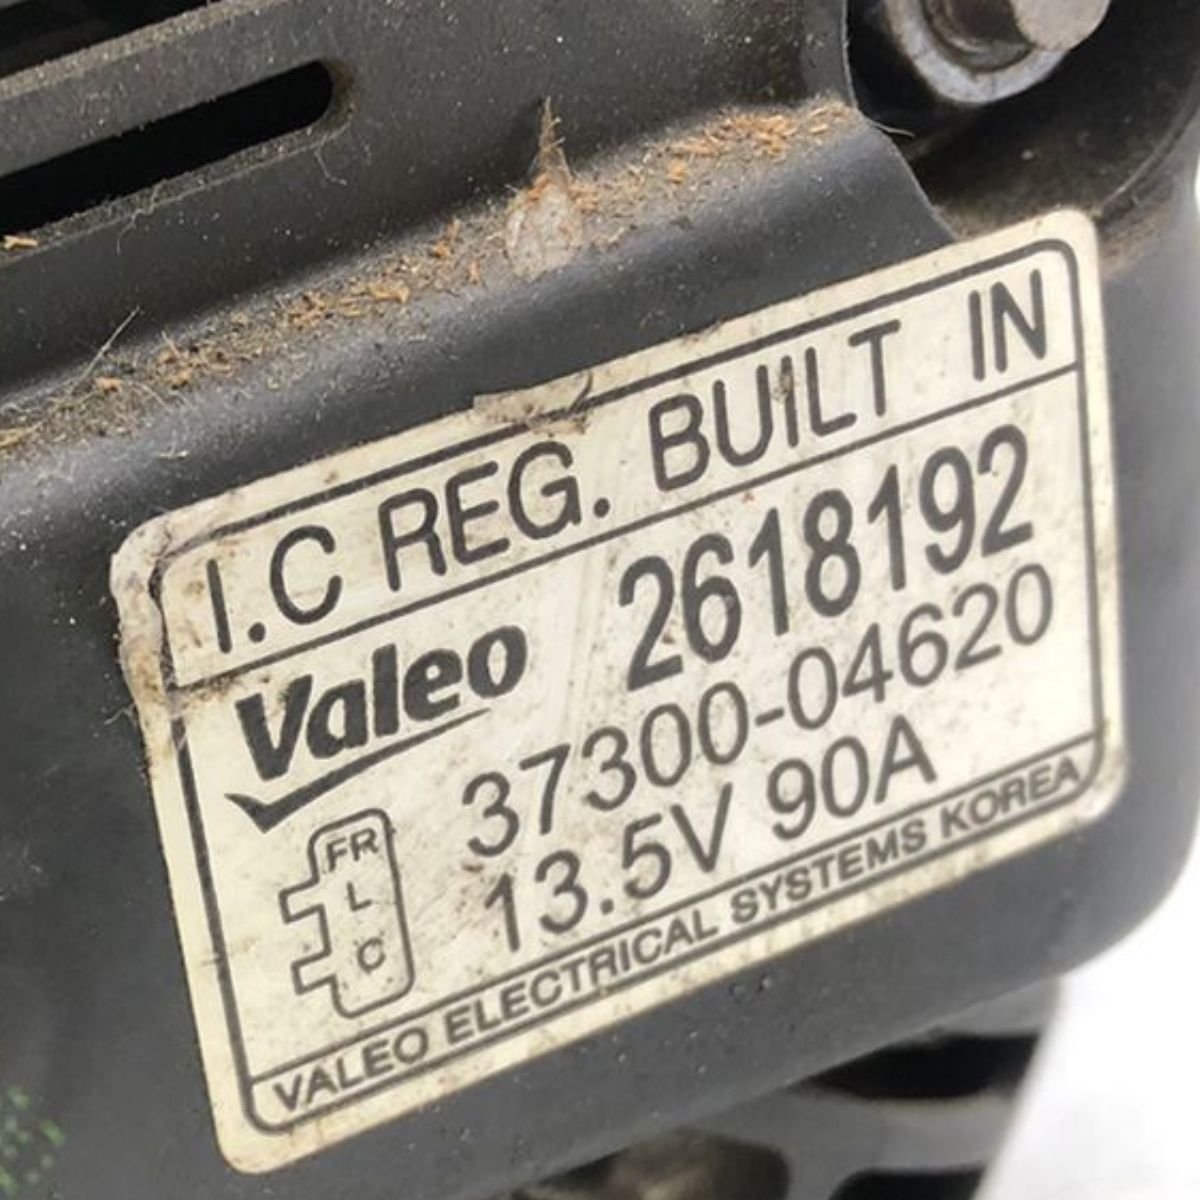 I.C REG. BUILT IN
Valeo 2618192
37300-04620
13.5V 90A
FR
L
C
VALEO ELECTRICAL SYSTEMS KOREA